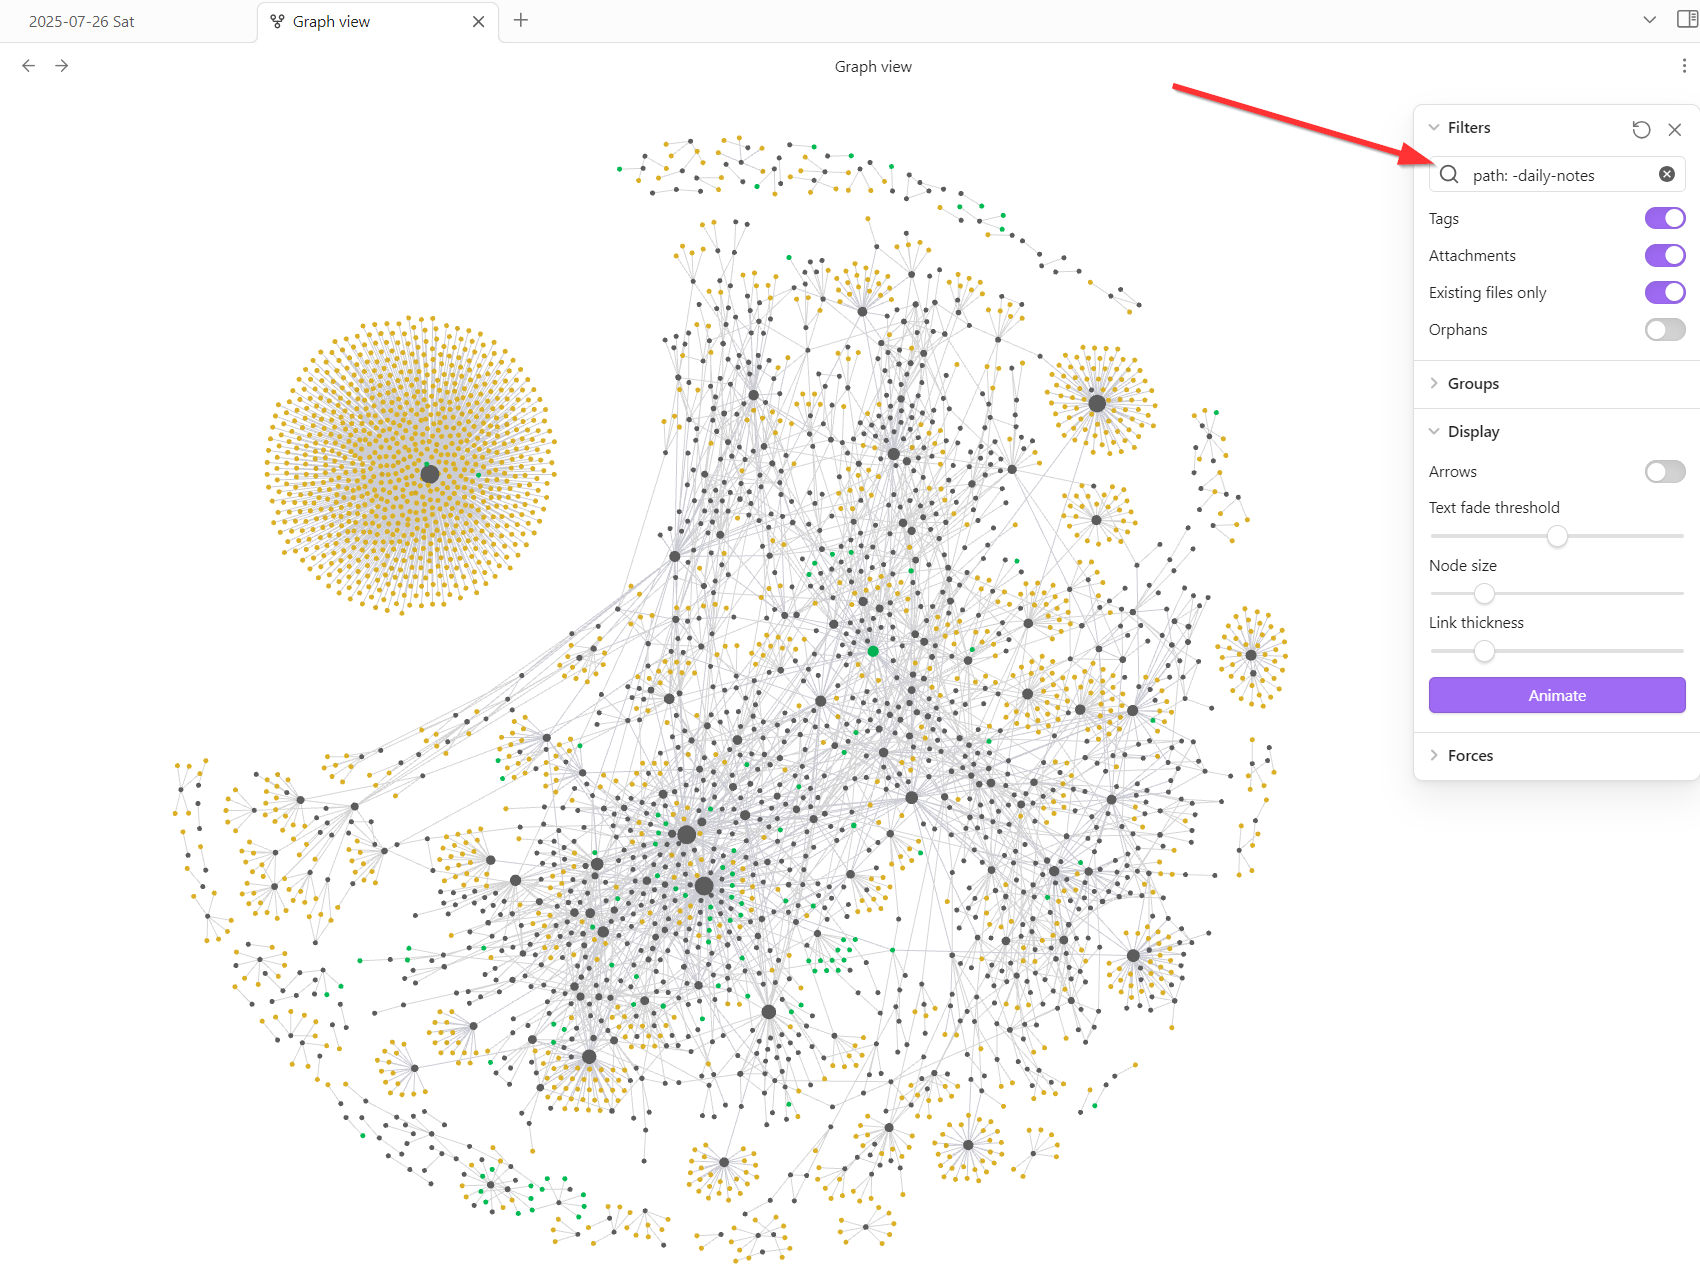 2025-07-26 Sat
Graph view
Graph view
Filters
path: -daily-notes
Tags
Attachments
Existing files only
Orphans
Groups
Display
Arrows
Text fade threshold
Node size
Link thickness
Animate
Forces